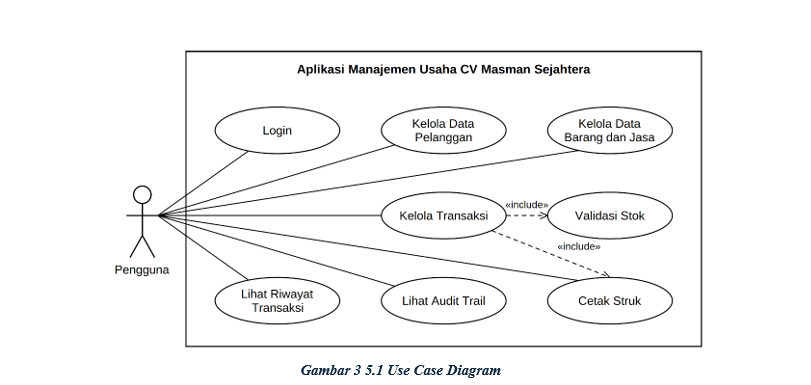 Aplikasi Manajemen Usaha CV Masman Sejahtera
Login
Kelola Data
Pelanggan
Kelola Data
Barang dan Jasa
Kelola Transaksi
«include»
Validasi Stok
«include»
Pengguna
Lihat Riwayat
Transaksi
Lihat Audit Trail
Cetak Struk
Gambar 3 5.1 Use Case Diagram